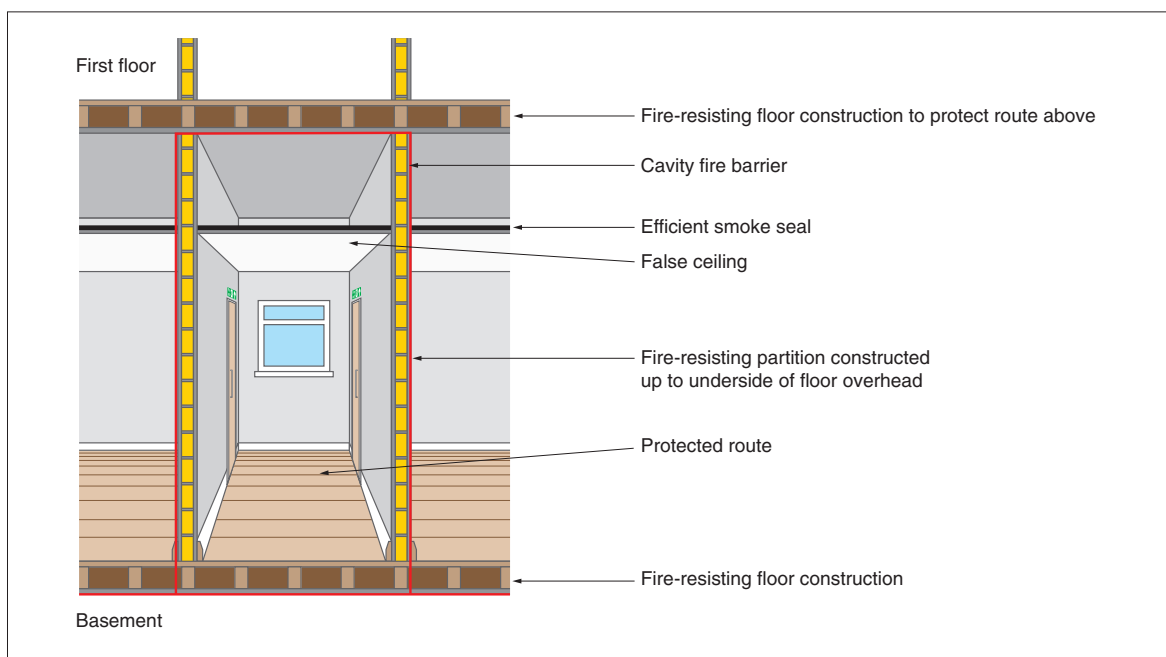 First floor
Fire-resisting floor construction to protect route above
Cavity fire barrier
Efficient smoke seal
False ceiling
Fire-resisting partition constructed
up to underside of floor overhead
Protected route
Fire-resisting floor construction
Basement